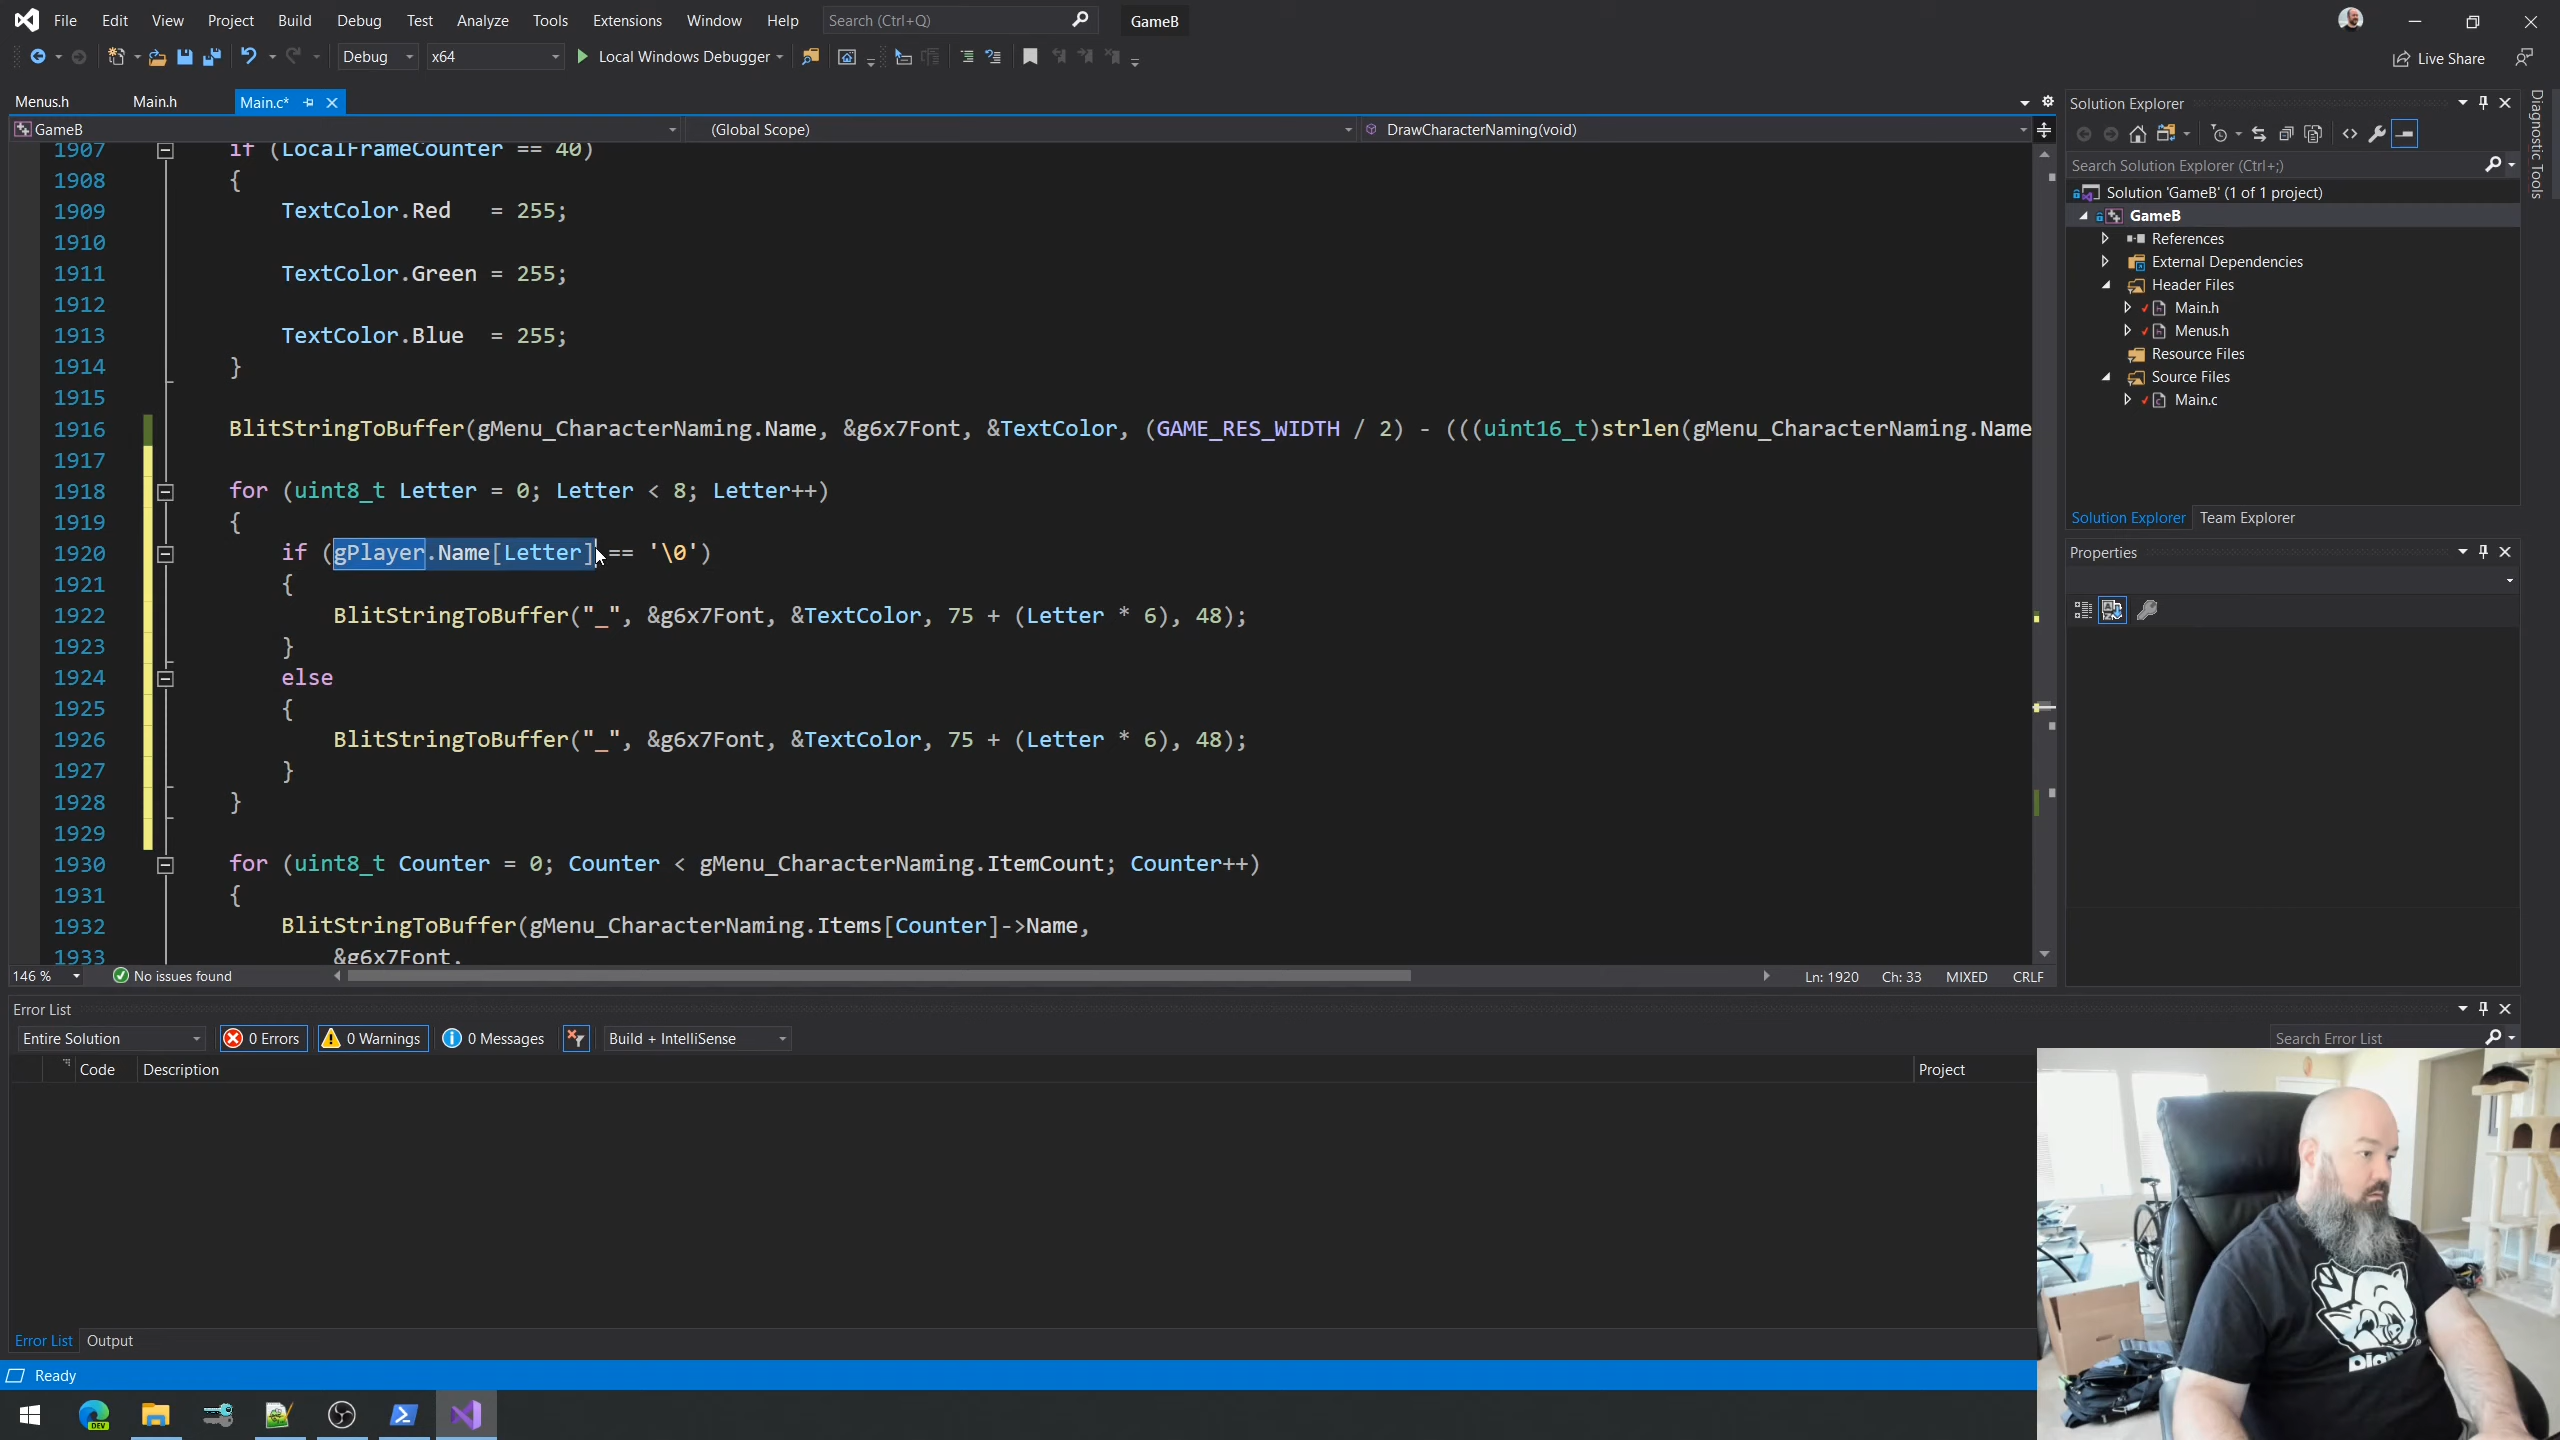 File Edit View Project Build Debug Test Analyze Tools Extensions Window Help Search (Ctrl+Q) GameB
Debug x64 Local Windows Debugger Live Share
Menus.h Main.h Main.c*
GameB (Global Scope) DrawCharacterNaming(void)
1907 if (LocalFrameCounter == 40)
1908 {
1909 TextColor.Red = 255;
1910
1911 TextColor.Green = 255;
1912
1913 TextColor.Blue = 255;
1914 }
1915
1916 BlitStringToBuffer(gMenu_CharacterNaming.Name, &g6x7Font, &TextColor, (GAME_RES_WIDTH / 2) - (((uint16_t)strlen(gMenu_CharacterNaming.Name
1917
1918 for (uint8_t Letter = 0; Letter < 8; Letter++)
1919 {
1920 if (gPlayer.Name[Letter] == '\0')
1921 {
1922 BlitStringToBuffer("_", &g6x7Font, &TextColor, 75 + (Letter * 6), 48);
1923 }
1924 else
1925 {
1926 BlitStringToBuffer("_", &g6x7Font, &TextColor, 75 + (Letter * 6), 48);
1927 }
1928 }
1929
1930 for (uint8_t Counter = 0; Counter < gMenu_CharacterNaming.ItemCount; Counter++)
1931 {
1932 BlitStringToBuffer(gMenu_CharacterNaming.Items[Counter]->Name,
1933 &g6x7Font,
146 % No issues found Ln: 1920 Ch: 33 MIXED CRLF
Solution Explorer
Search Solution Explorer (Ctrl+;)
Solution 'GameB' (1 of 1 project)
GameB
References
External Dependencies
Header Files
Main.h
Menus.h
Resource Files
Source Files
Main.c
Solution Explorer Team Explorer
Properties
Diagnostic Tools
Error List
Entire Solution 0 Errors 0 Warnings 0 Messages Build + IntelliSense Search Error List
Code Description Project
Error List Output
Ready
DEV